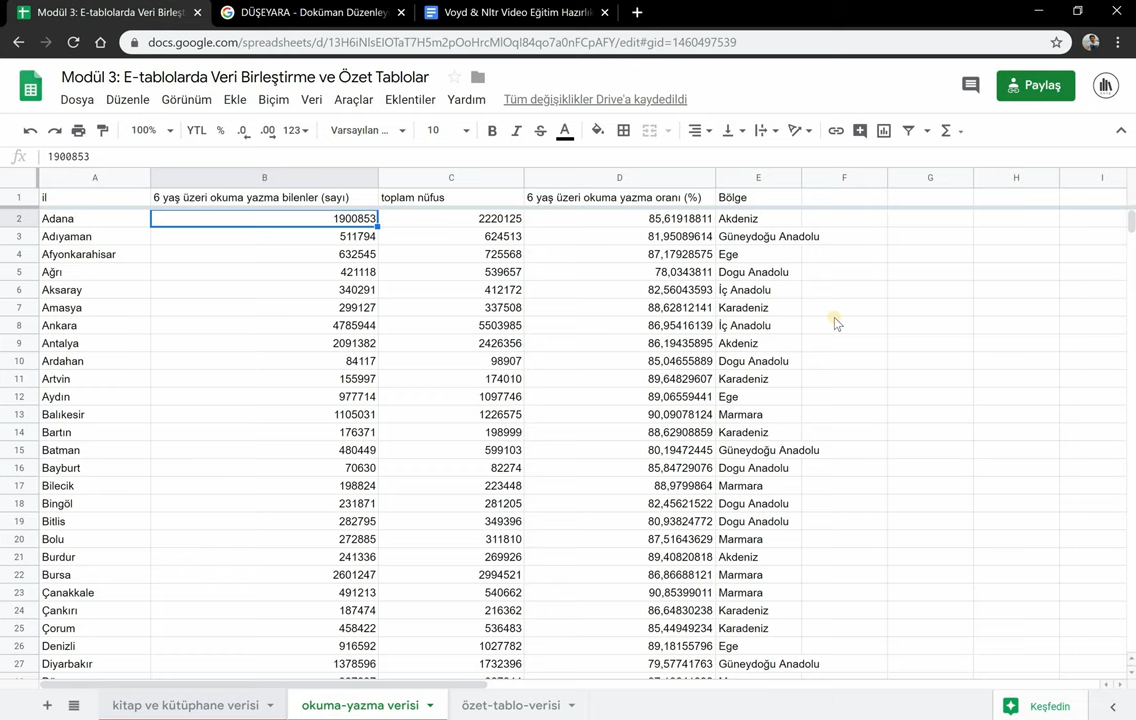 Modül 3: E-tablolarda Veri Birleşt
DÜŞEYARA - Doküman Düzenley
Voyd & Nltr Video Eğitim Hazırlık
docs.google.com/spreadsheets/d/13H6iNlsEIOTaT7H5m2pOoHrcMlOql84qo7a0nFCpAFY/edit#gid=1460497539
Modül 3: E-tablolarda Veri Birleştirme ve Özet Tablolar
Paylaş
Dosya Düzenle Görünüm Ekle Biçim Veri Araçlar Eklentiler Yardım Tüm değişiklikler Drive'a kaydedildi
100% YTL % .0 .00 123 Varsayılan ... 10 B I S A Σ
fx 1900853
A B C D E F G H I
1 il 6 yaş üzeri okuma yazma bilenler (sayı) toplam nüfus 6 yaş üzeri okuma yazma oranı (%) Bölge
2 Adana 1900853 2220125 85,61918811 Akdeniz
3 Adıyaman 511794 624513 81,95089614 Güneydoğu Anadolu
4 Afyonkarahisar 632545 725568 87,17928575 Ege
5 Ağrı 421118 539657 78,0343811 Dogu Anadolu
6 Aksaray 340291 412172 82,56043593 İç Anadolu
7 Amasya 299127 337508 88,62812141 Karadeniz
8 Ankara 4785944 5503985 86,95416139 İç Anadolu
9 Antalya 2091382 2426356 86,19435895 Akdeniz
10 Ardahan 84117 98907 85,04655889 Dogu Anadolu
11 Artvin 155997 174010 89,64829607 Karadeniz
12 Aydın 977714 1097746 89,06559441 Ege
13 Balıkesir 1105031 1226575 90,09078124 Marmara
14 Bartın 176371 198999 88,62908859 Karadeniz
15 Batman 480449 599103 80,19472445 Güneydoğu Anadolu
16 Bayburt 70630 82274 85,84729076 Dogu Anadolu
17 Bilecik 198824 223448 88,9799864 Marmara
18 Bingöl 231871 281205 82,45621522 Dogu Anadolu
19 Bitlis 282795 349396 80,93824772 Dogu Anadolu
20 Bolu 272885 311810 87,51643629 Marmara
21 Burdur 241336 269926 89,40820818 Akdeniz
22 Bursa 2601247 2994521 86,86688121 Marmara
23 Çanakkale 491213 540662 90,85399011 Marmara
24 Çankırı 187474 216362 86,64830238 Karadeniz
25 Çorum 458422 536483 85,44949234 Karadeniz
26 Denizli 916592 1027782 89,18155796 Ege
27 Diyarbakır 1378596 1732396 79,57741763 Güneydoğu Anadolu
kitap ve kütüphane verisi okuma-yazma verisi özet-tablo-verisi Keşfedin